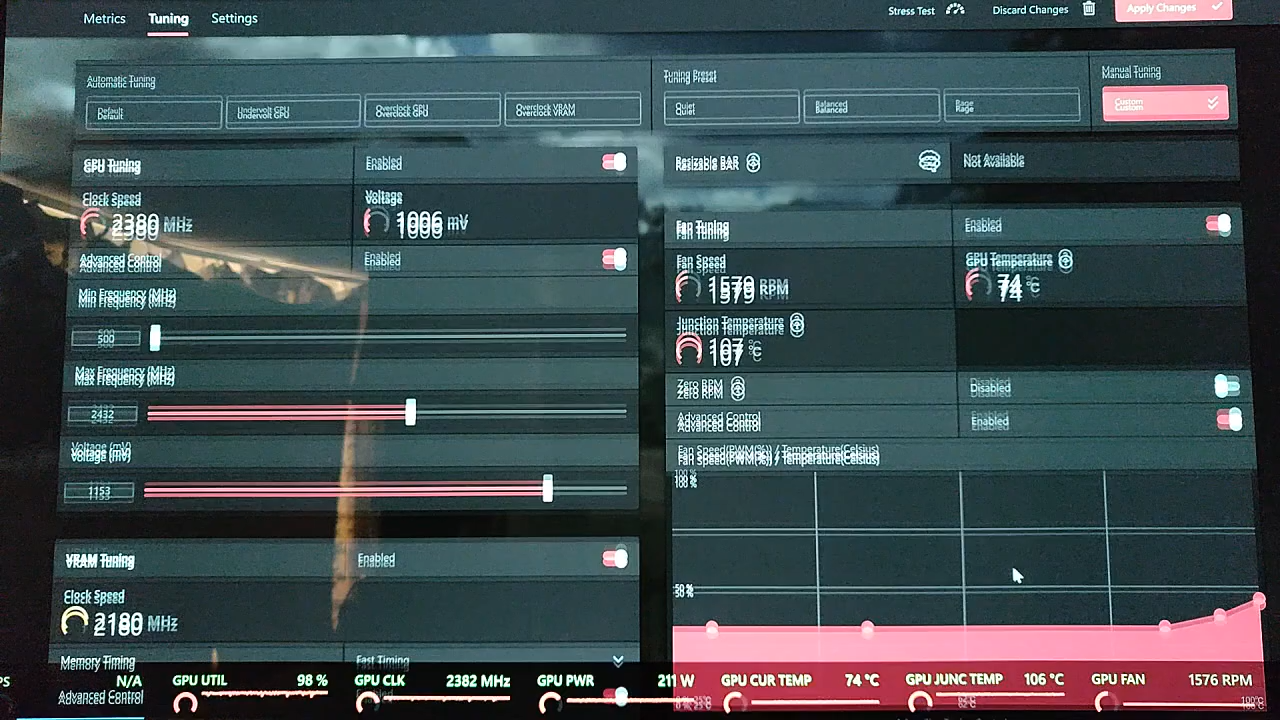 Metrics Tuning Settings Stress Test Discard Changes Apply Changes
Automatic Tuning
Default Undervolt GPU Overclock GPU Overclock VRAM
Tuning Preset
Quiet Balanced Rage
Manual Tuning
Custom
GPU Tuning Enabled
Clock Speed Voltage
2380 MHz 1006 mV
Advanced Control Enabled
Min Frequency (MHz)
500
Max Frequency (MHz)
2432
Voltage (mV)
1153
VRAM Tuning Enabled
Clock Speed
2180 MHz
Memory Timing Fast Timing
Advanced Control
Resizable BAR Not Available
Fan Tuning Enabled
Fan Speed GPU Temperature
1579 RPM 74 °C
Junction Temperature
107 °C
Zero RPM Disabled
Advanced Control Enabled
Fan Speed(PWM(%)) / Temperature(Celsius)
100 %
50 %
PS N/A GPU UTIL 98 % GPU CLK 2382 MHz GPU PWR 211 W GPU CUR TEMP 74 °C GPU JUNC TEMP 106 °C GPU FAN 1576 RPM